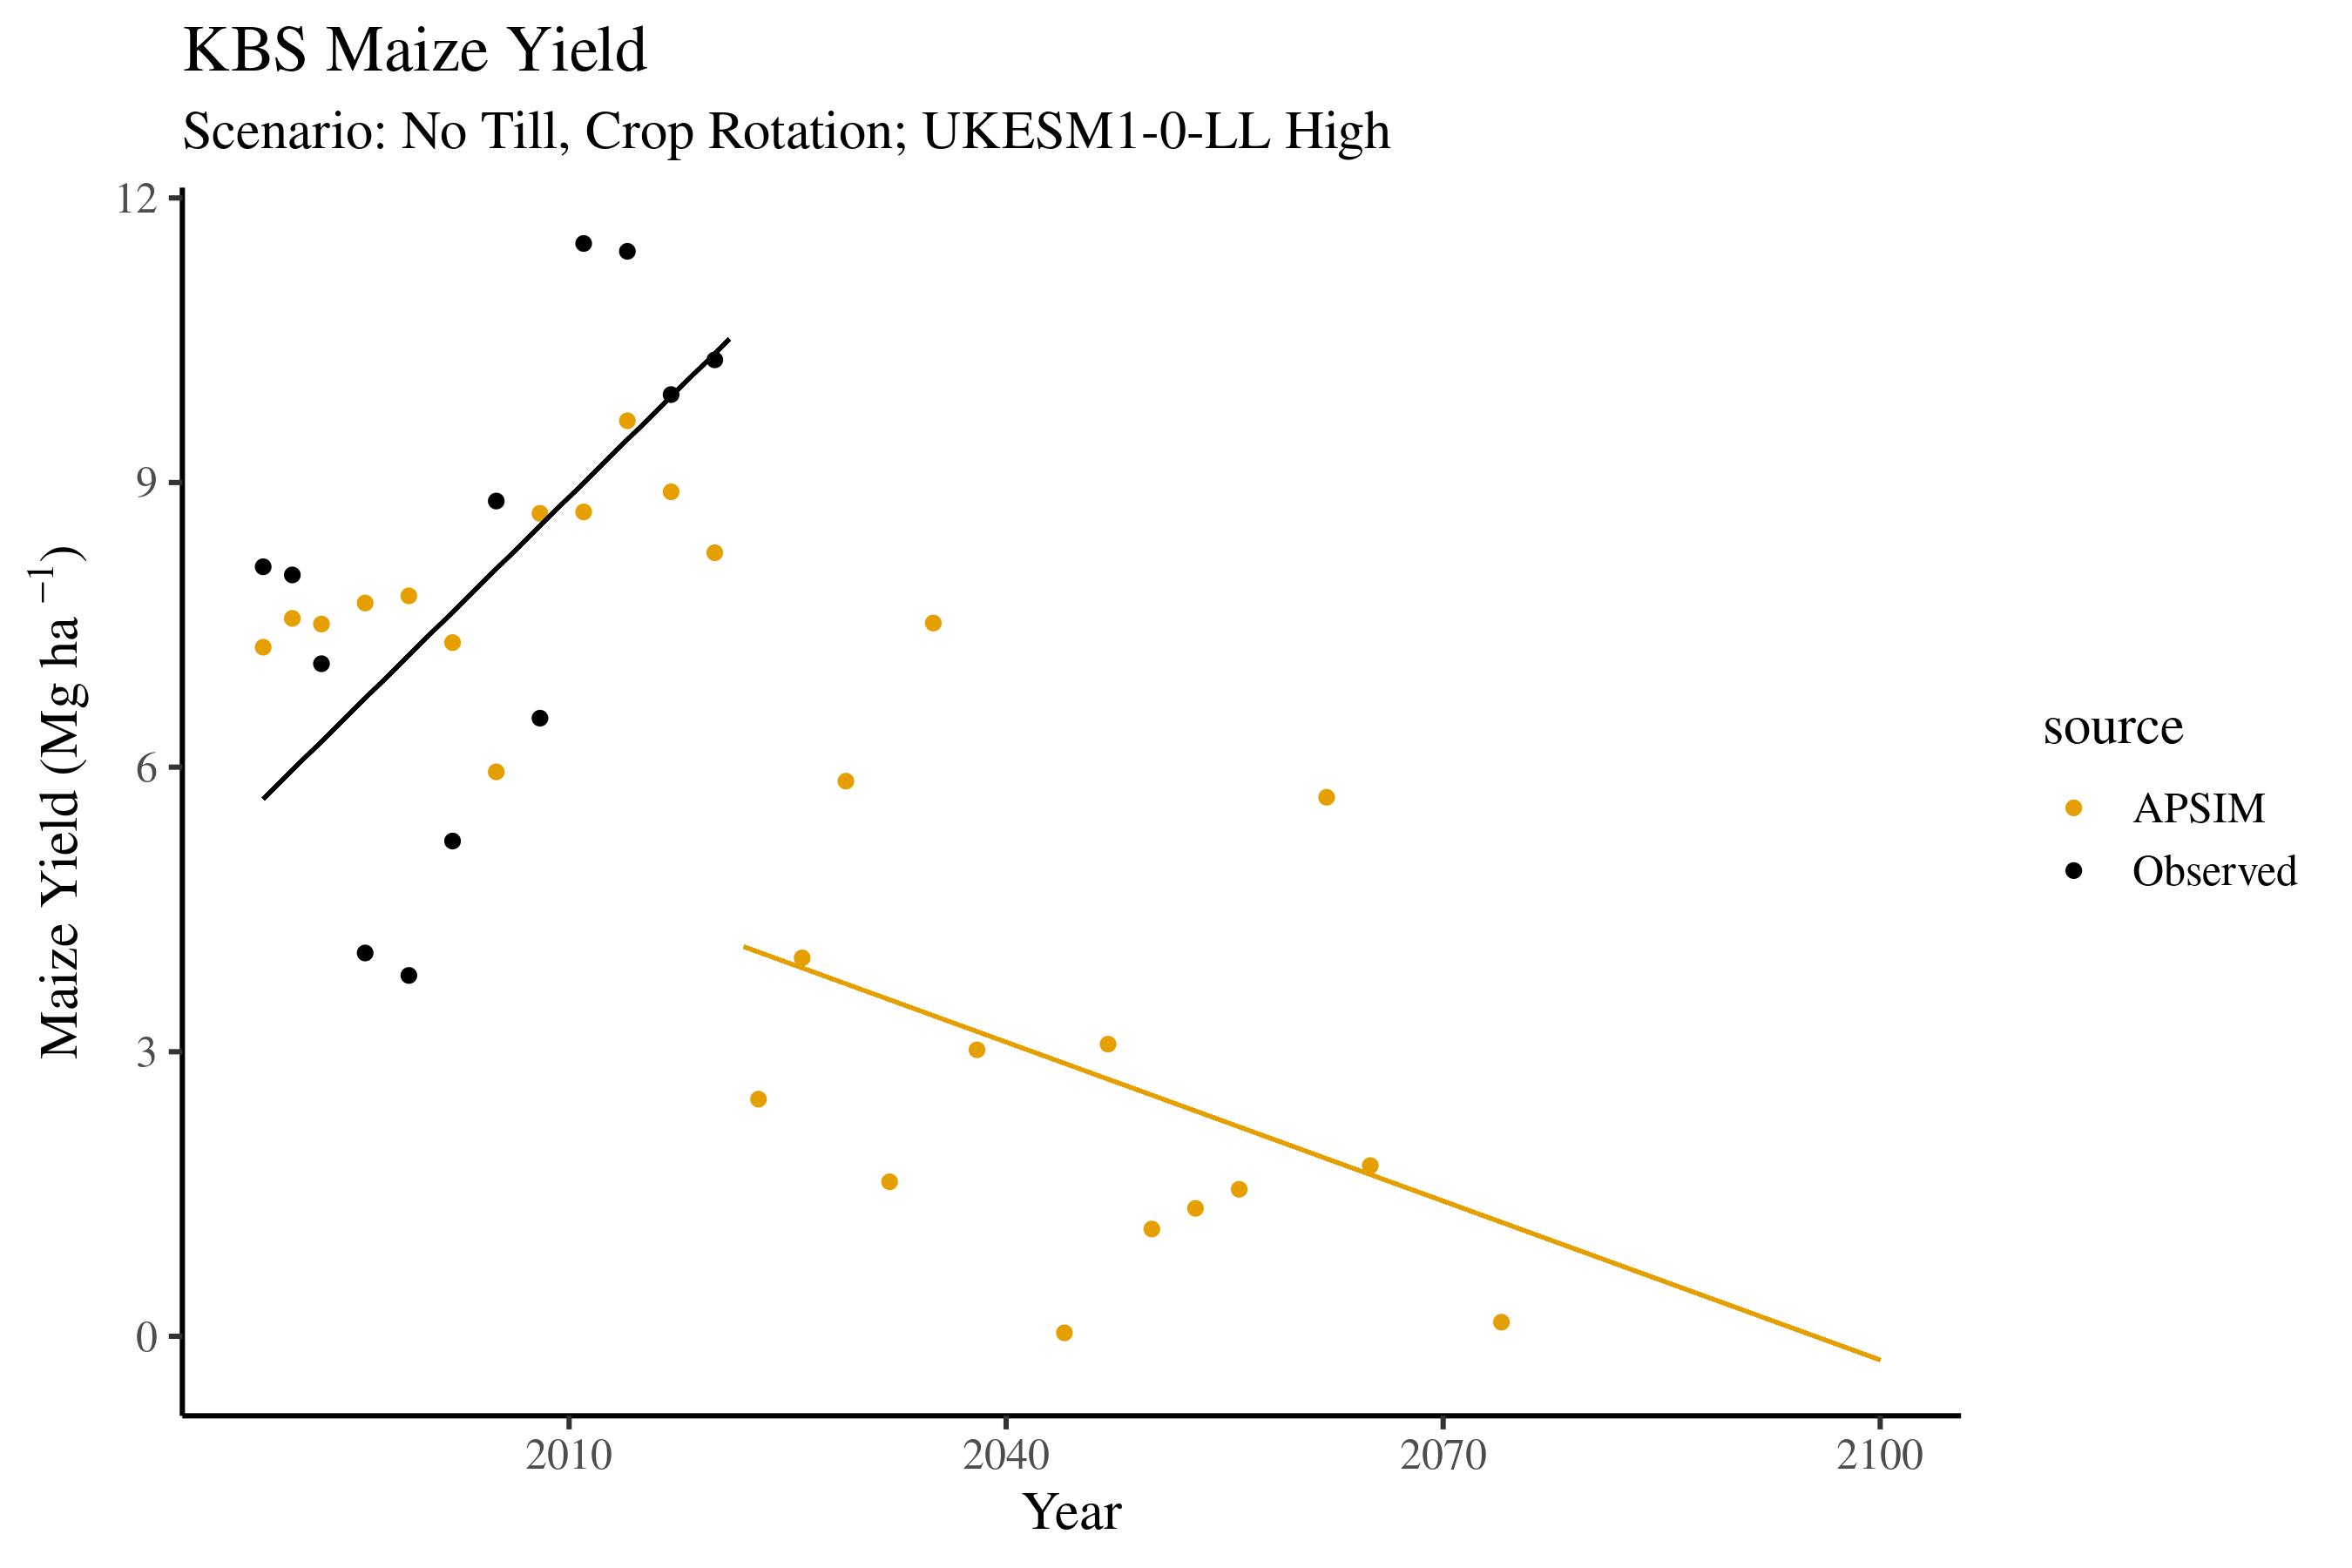 KBS Maize Yield
Scenario: No Till, Crop Rotation; UKESM1-0-LL High
Maize Yield (Mg ha −1)
12
9
6
3
0
2010 2040 2070 2100
Year
source
APSIM
Observed